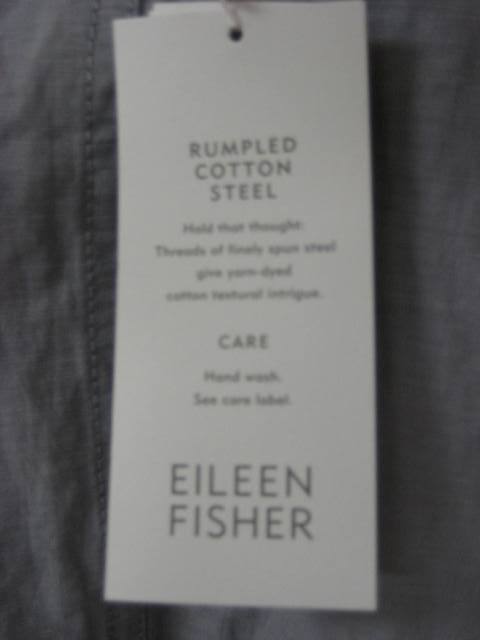 RUMPLED
COTTON
STEEL
Hold that thought:
Threads of finely spun steel
give yarn-dyed
cotton textural intrigue.
CARE
Hand wash.
See care label.
EILEEN
FISHER